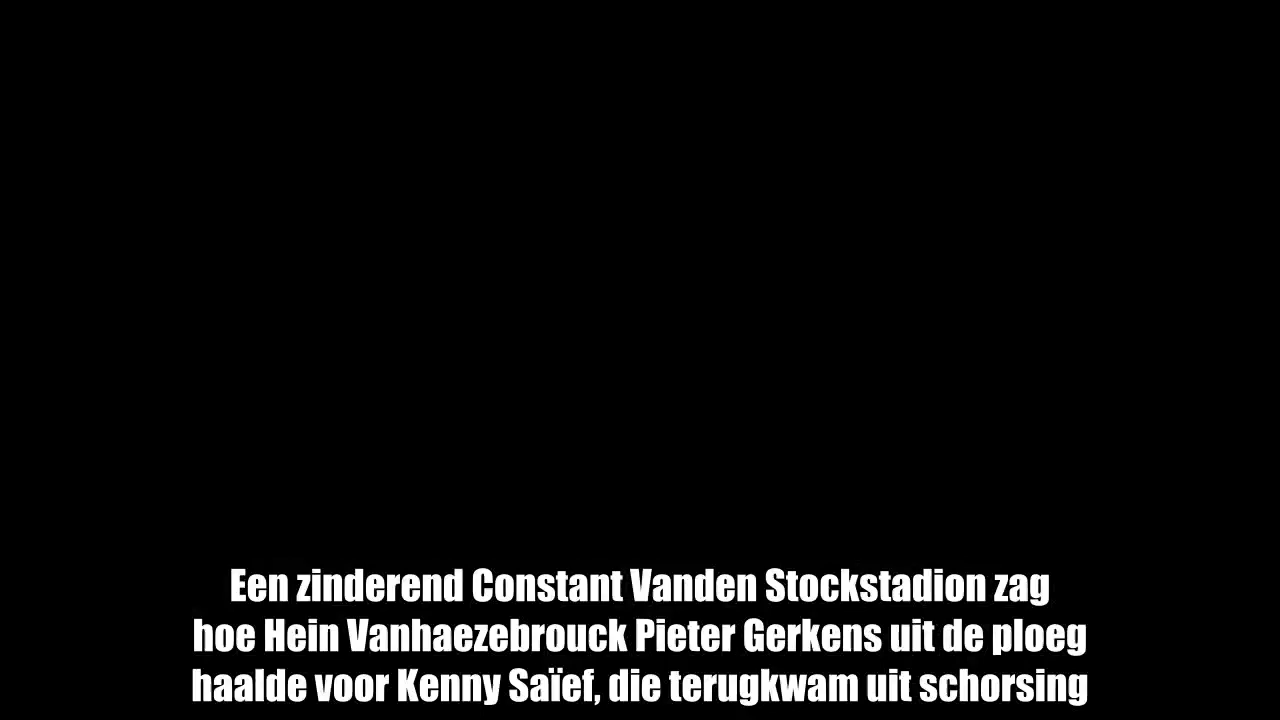 Een zinderend Constant Vanden Stockstadion zag
hoe Hein Vanhaezebrouck Pieter Gerkens uit de ploeg
haalde voor Kenny Saïef, die terugkwam uit schorsing